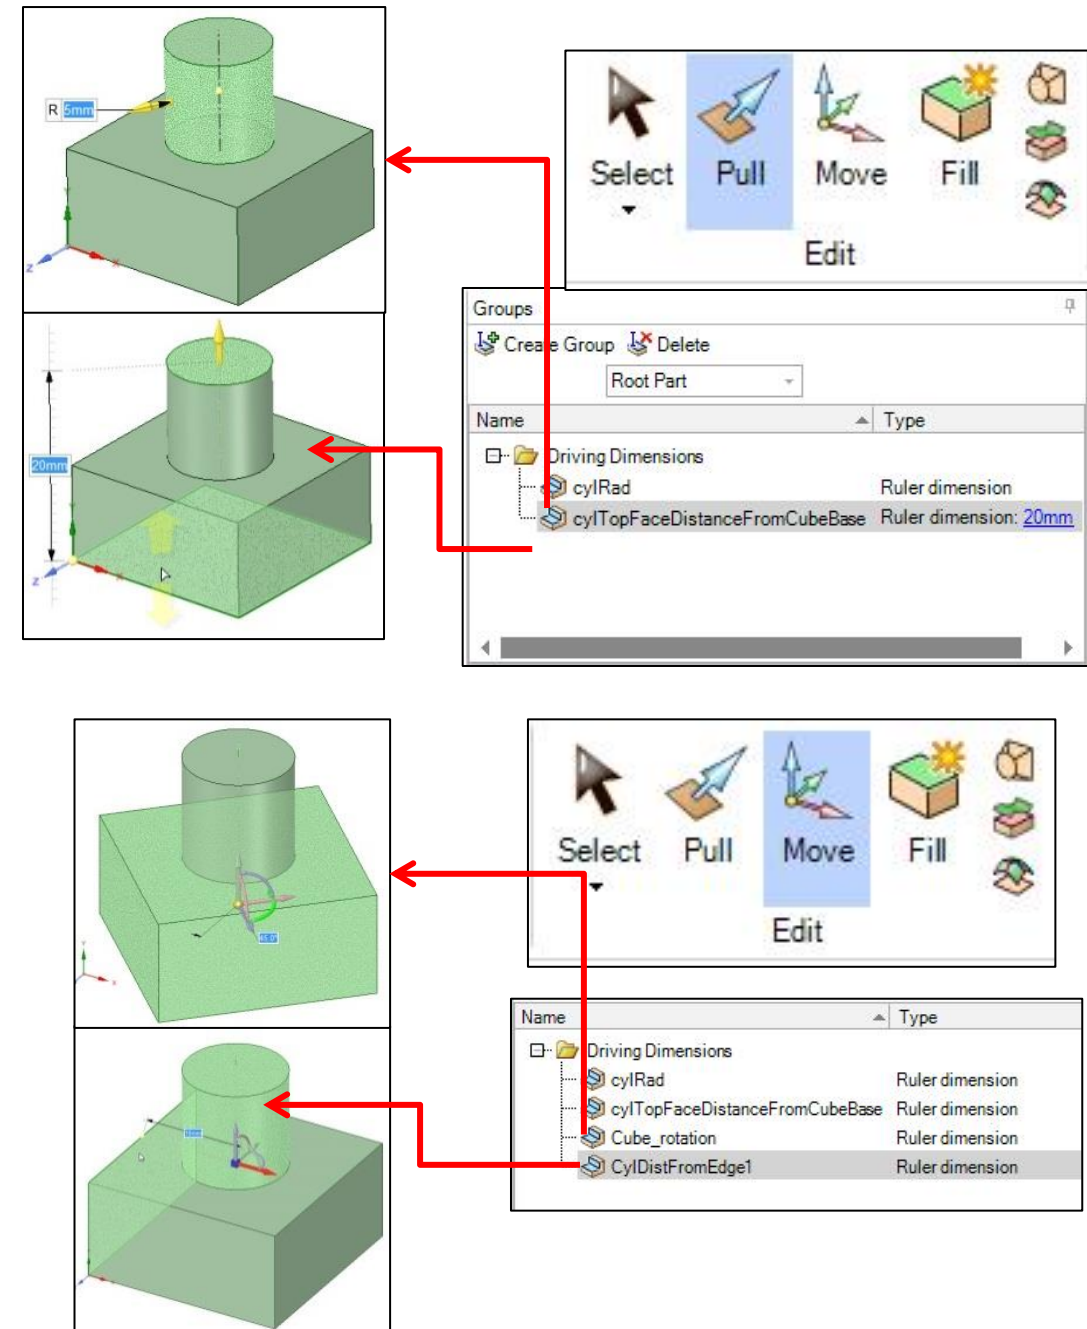 R 5mm
Y
X
Z
Select Pull Move Fill
Edit
20mm
Z
X
Groups
Create Group Delete
Root Part
Name Type
Driving Dimensions
cylRad Ruler dimension
cylTopFaceDistanceFromCubeBase Ruler dimension: 20mm
Select Pull Move Fill
Edit
Y
X
Name Type
Driving Dimensions
cylRad Ruler dimension
cylTopFaceDistanceFromCubeBase Ruler dimension
Cube_rotation Ruler dimension
CylDistFromEdge1 Ruler dimension